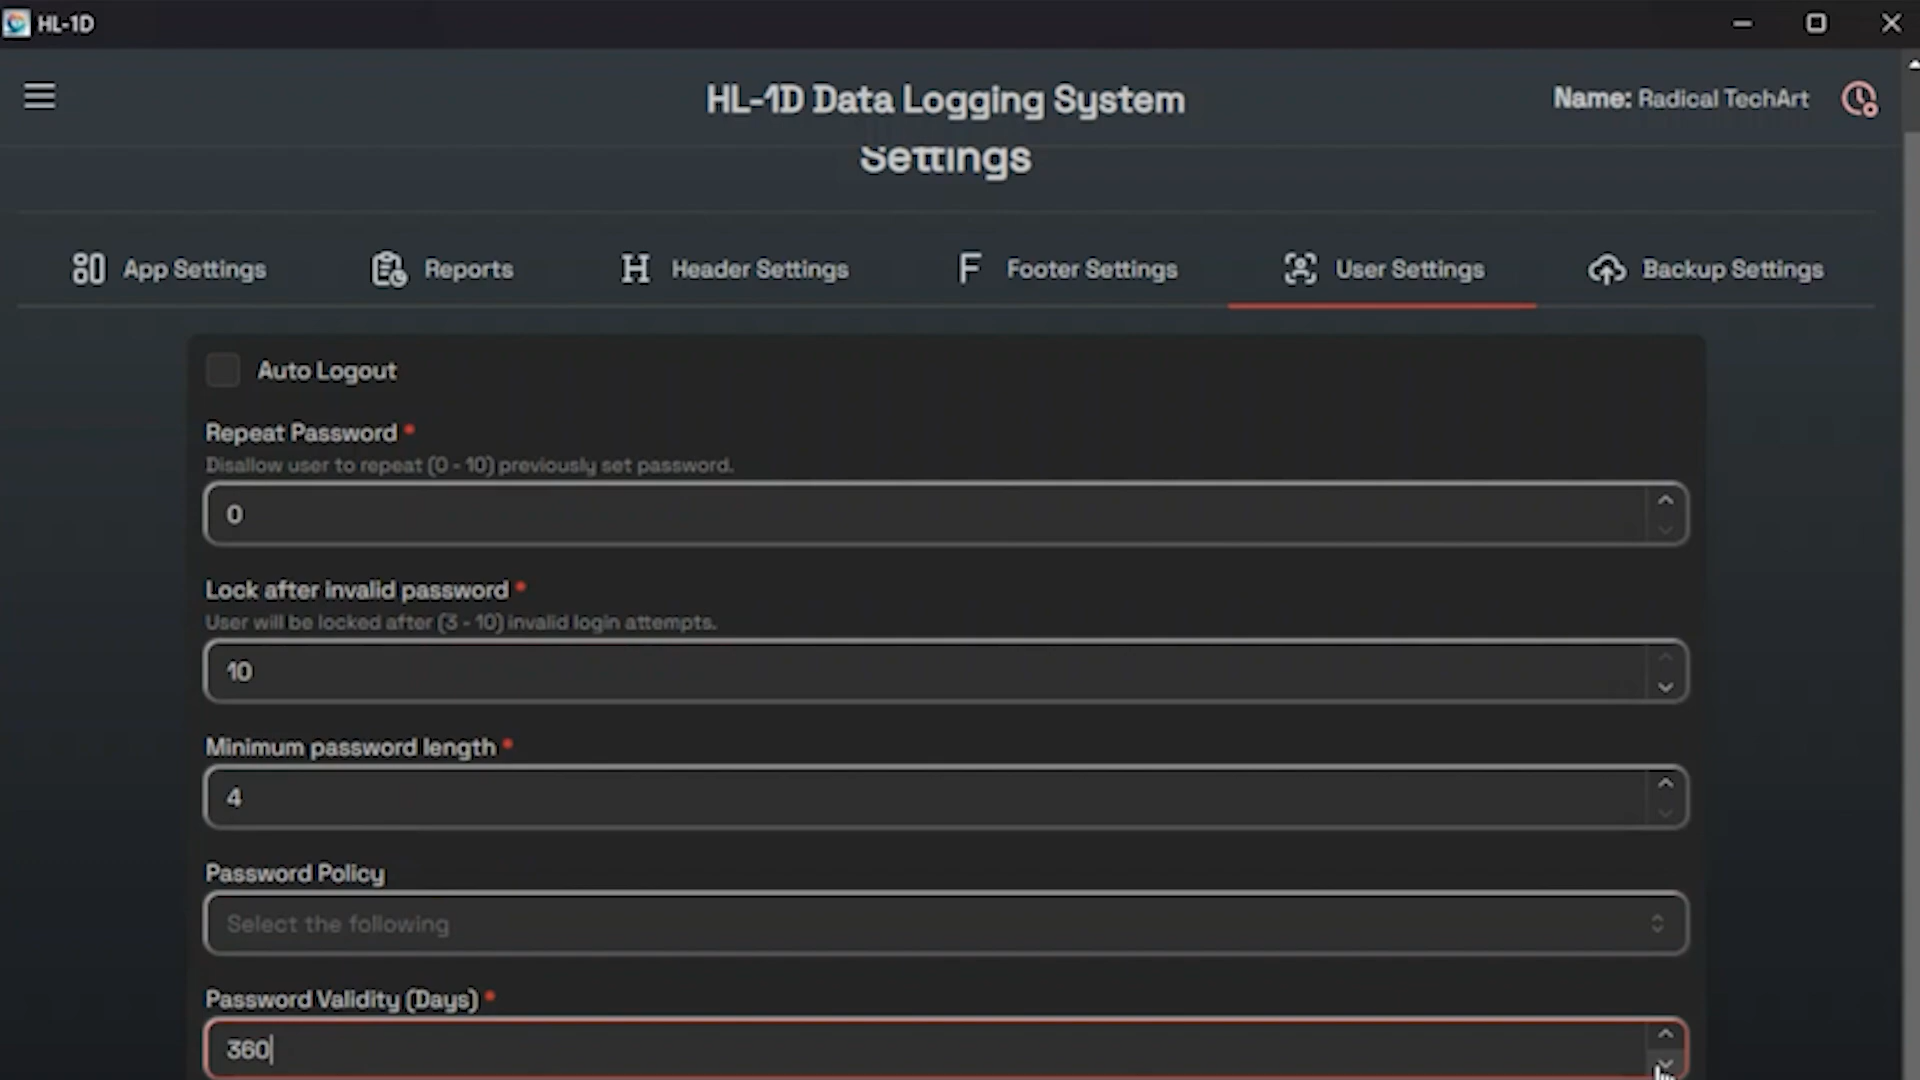 HL-1D
HL-1D Data Logging System
Name: Radical TechArt
Settings
App Settings
Reports
H Header Settings
F Footer Settings
User Settings
Backup Settings
Auto Logout
Repeat Password *
Disallow user to repeat (0 - 10) previously set password.
0
Lock after invalid password *
User will be locked after (3 - 10) invalid login attempts.
10
Minimum password length *
4
Password Policy
Select the following
Password Validity (Days) *
360